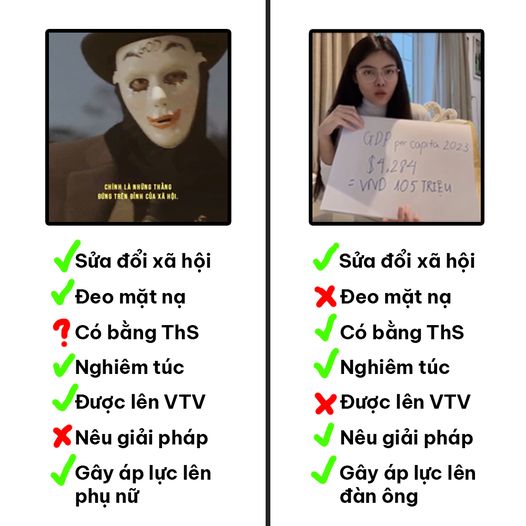 CHÍNH LÀ NHỮNG THẰNG
ĐỨNG TRÊN ĐỈNH CỦA XÃ HỘI.
Sửa đổi xã hội
Đeo mặt nạ
? Có bằng ThS
Nghiêm túc
Được lên VTV
Nêu giải pháp
Gây áp lực lên
phụ nữ
GDP per capita 2023
$4,284
= VND 105 TRIỆU
Sửa đổi xã hội
Đeo mặt nạ
Có bằng ThS
Nghiêm túc
Được lên VTV
Nêu giải pháp
Gây áp lực lên
đàn ông